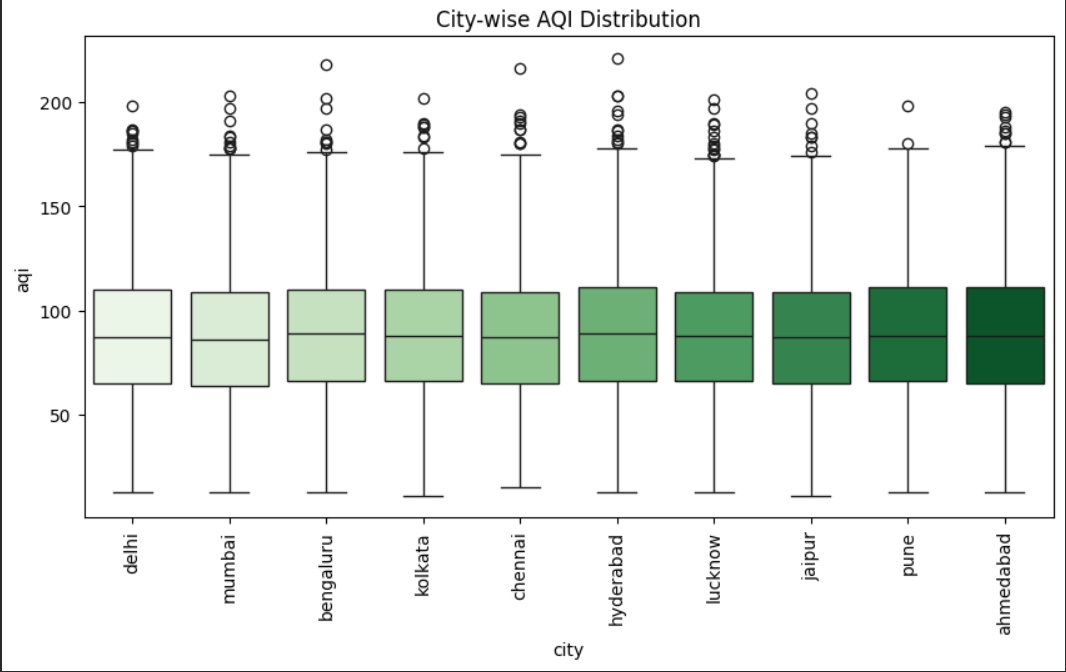 City-wise AQI Distribution
aqi
200
150
100
50
delhi
mumbai
bengaluru
kolkata
chennai
hyderabad
lucknow
jaipur
pune
ahmedabad
city